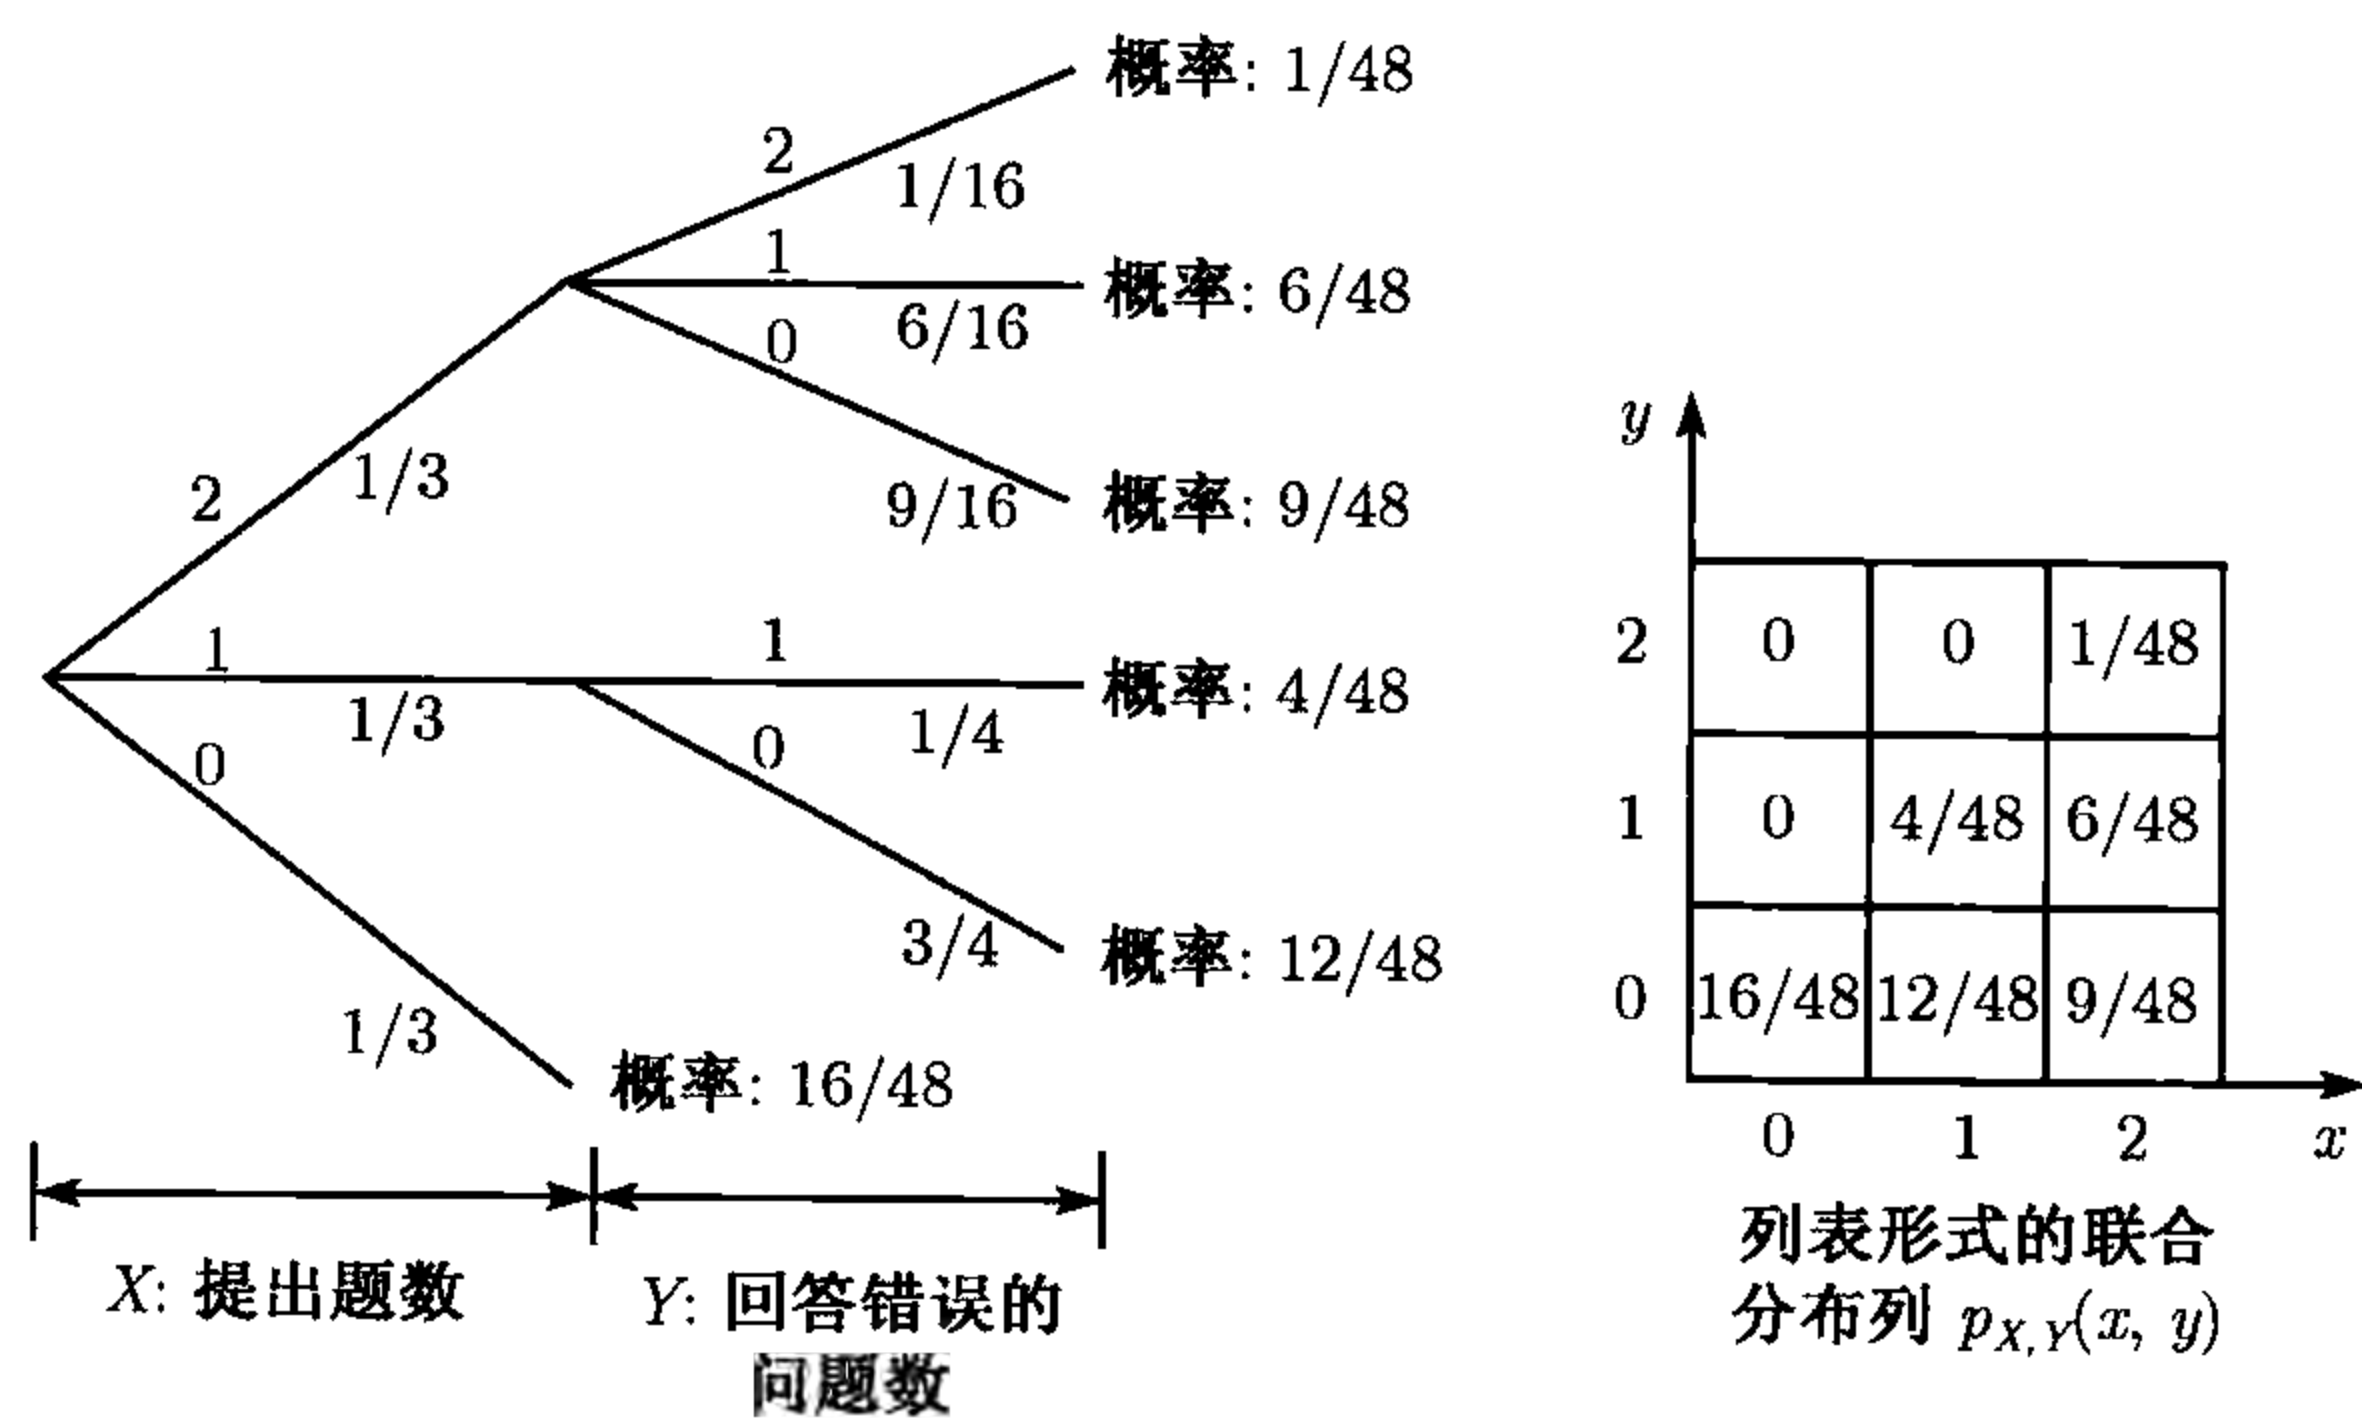 概率: 1/48
2
1/16
1
概率: 6/48
6/16
0
2
1/3
9/16
概率: 9/48
1
1/3
1
1/4
概率: 4/48
0
0
3/4
概率: 12/48
1/3
概率: 16/48
X: 提出题数
Y: 回答错误的
问题数
y
2 0 0 1/48
1 0 4/48 6/48
0 16/48 12/48 9/48
0 1 2 x
列表形式的联合
分布列 pX, Y(x, y)